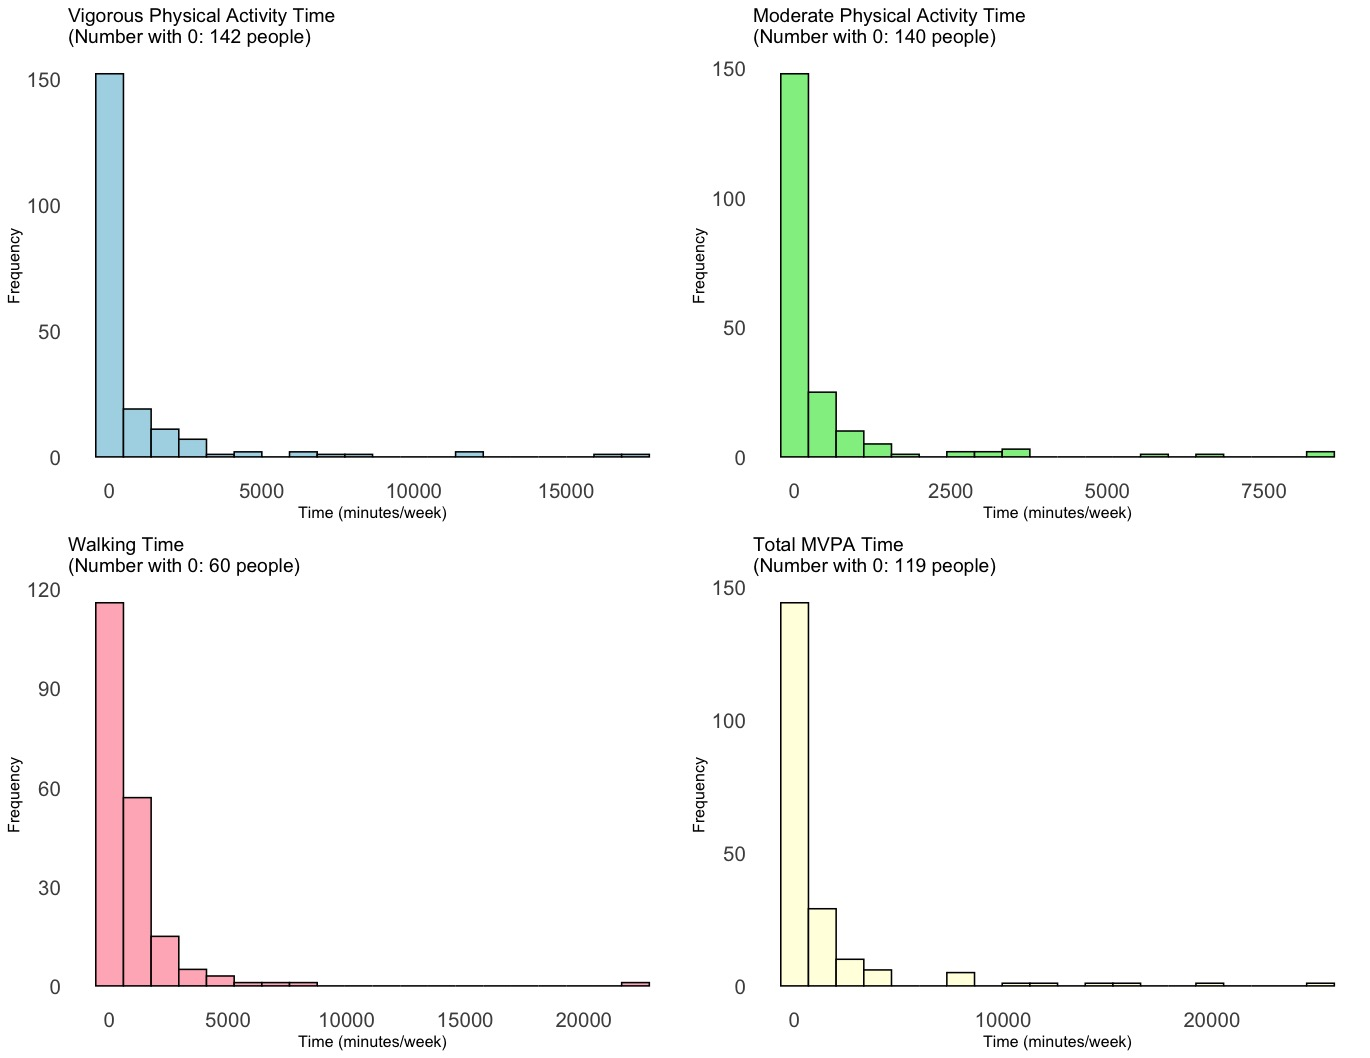 Vigorous Physical Activity Time
(Number with 0: 142 people)
150
100
50
0
Frequency
0 5000 10000 15000
Time (minutes/week)
Moderate Physical Activity Time
(Number with 0: 140 people)
150
100
50
0
Frequency
0 2500 5000 7500
Time (minutes/week)
Walking Time
(Number with 0: 60 people)
120
90
60
30
0
Frequency
0 5000 10000 15000 20000
Time (minutes/week)
Total MVPA Time
(Number with 0: 119 people)
150
100
50
0
Frequency
0 10000 20000
Time (minutes/week)